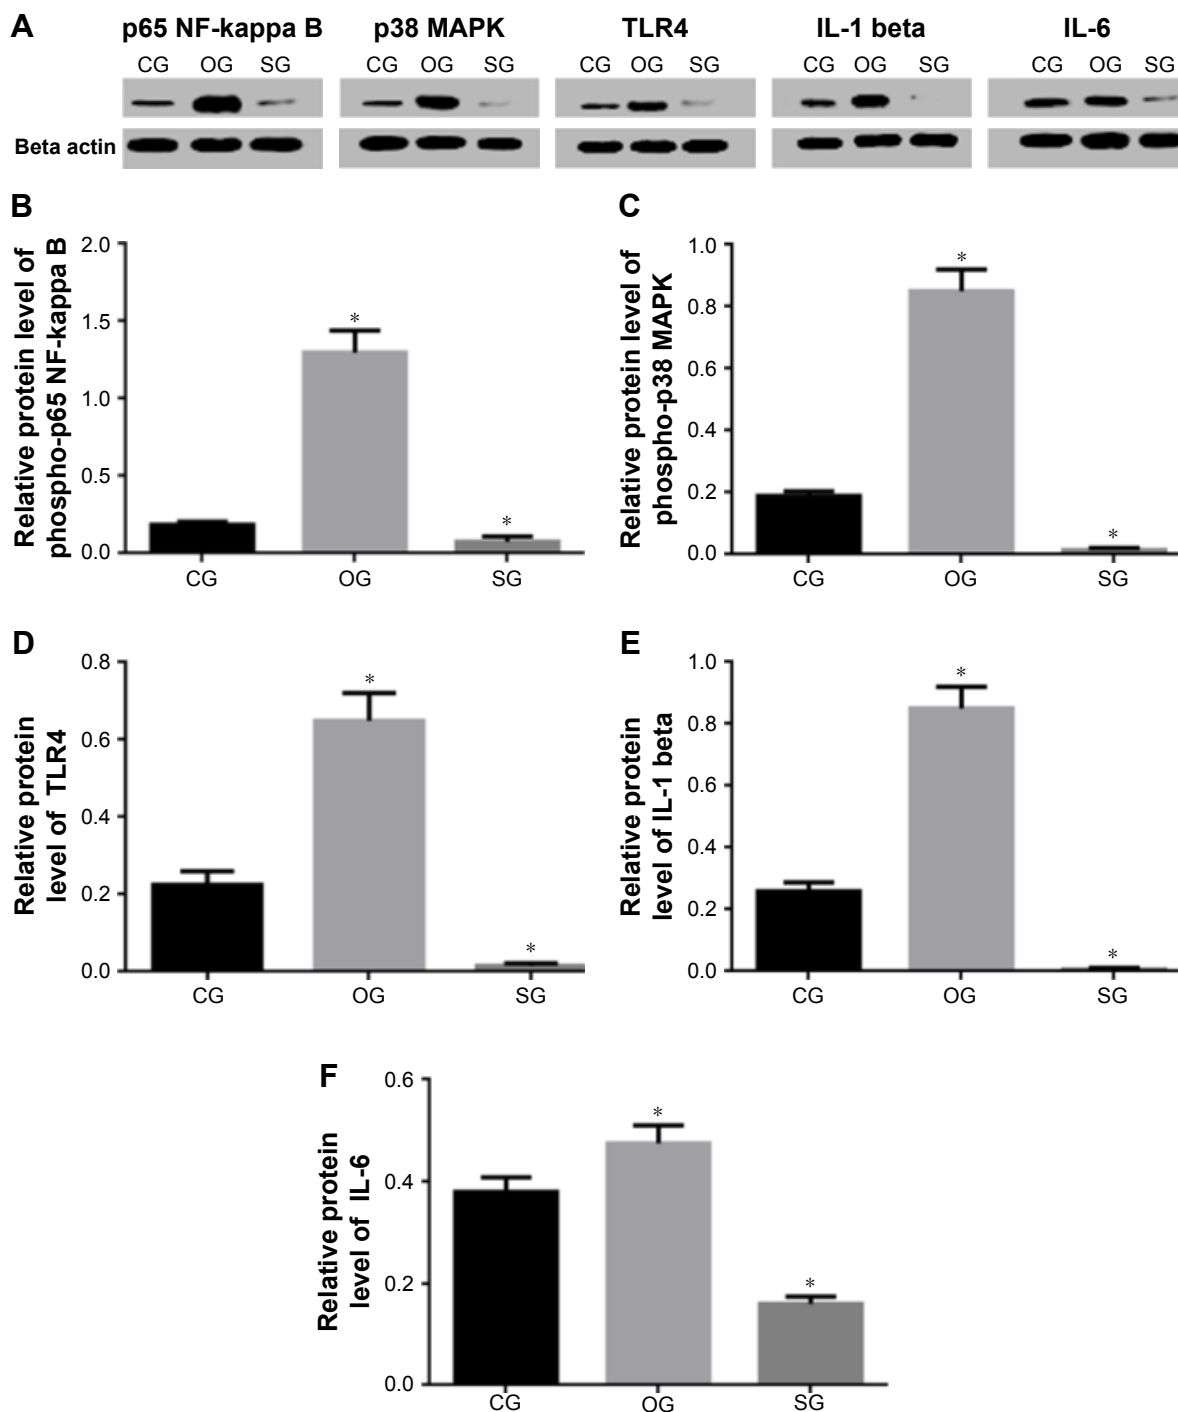 A
p65 NF-kappa B p38 MAPK TLR4 IL-1 beta IL-6
CG OG SG CG OG SG CG OG SG CG OG SG CG OG SG
Beta actin
B
Relative protein level of
phospho-p65 NF-kappa B
2.0
1.5
1.0
0.5
0.0
*
*
CG OG SG
C
Relative protein level of
phospho-p38 MAPK
1.0
0.8
0.6
0.4
0.2
0.0
*
*
CG OG SG
D
Relative protein
level of TLR4
0.8
0.6
0.4
0.2
0.0
*
*
CG OG SG
E
Relative protein
level of IL-1 beta
1.0
0.8
0.6
0.4
0.2
0.0
*
*
CG OG SG
F
Relative protein
level of IL-6
0.6
0.4
0.2
0.0
*
*
CG OG SG